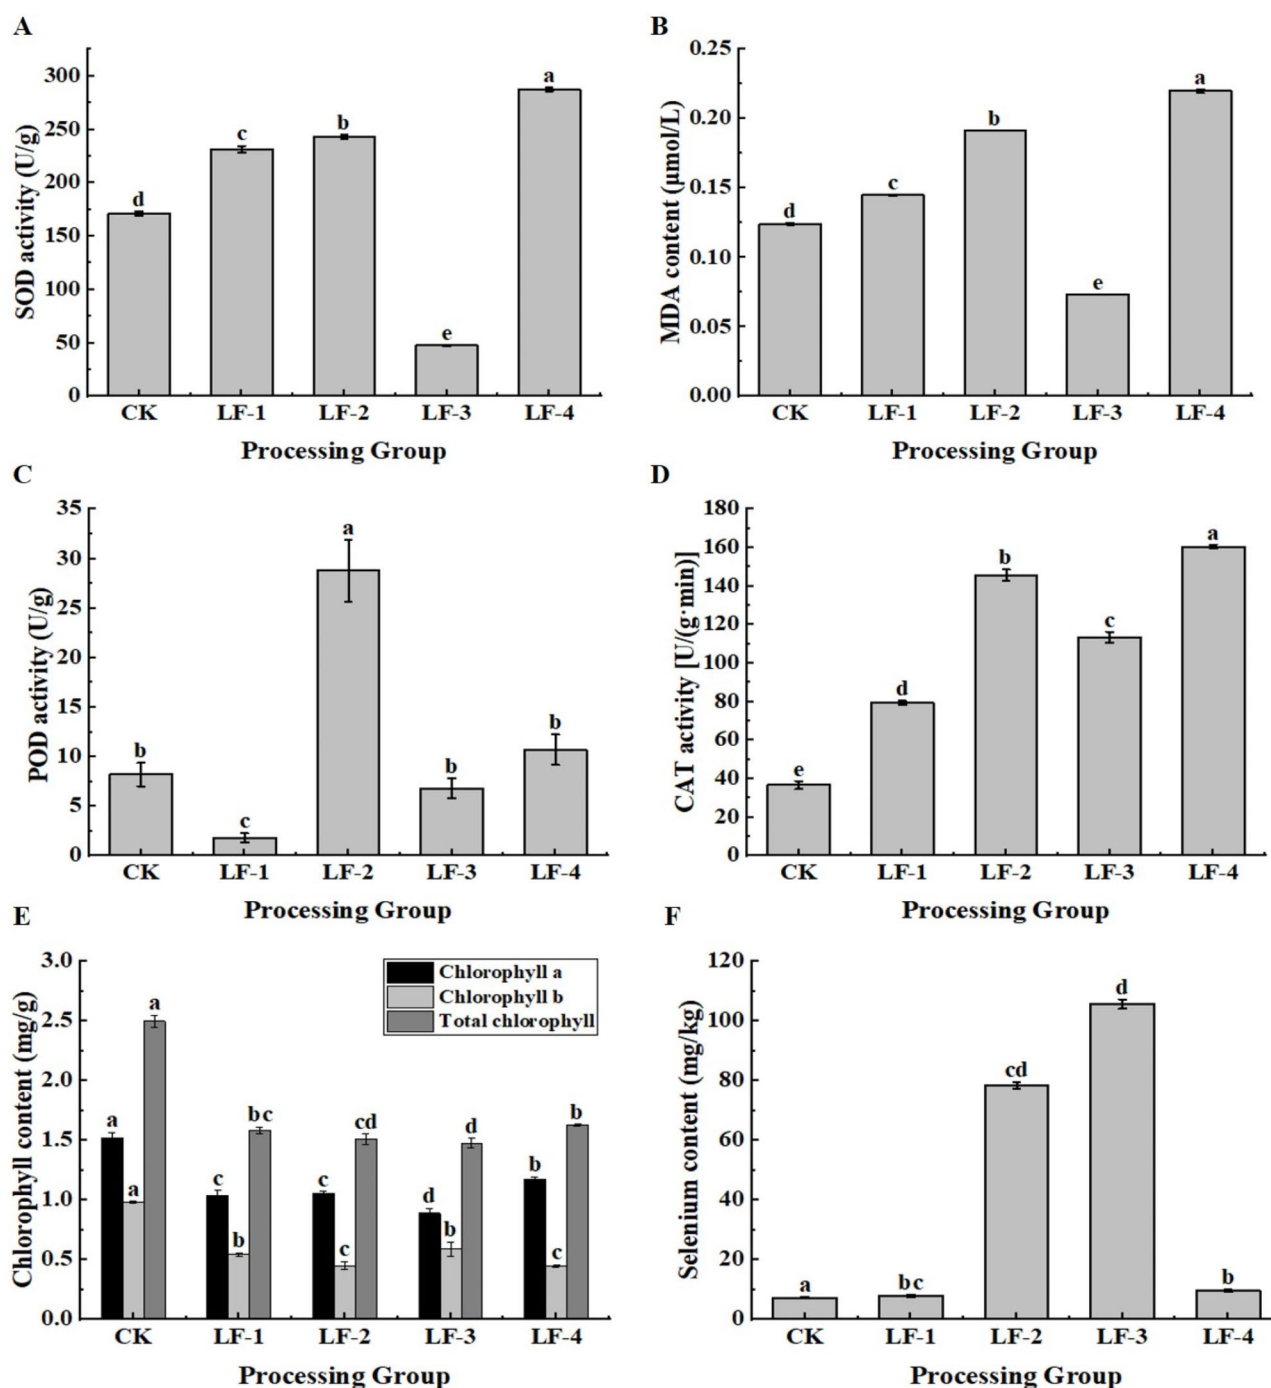 A
SOD activity (U/g)
300
250
200
150
100
50
0
d
c
b
e
a
CK LF-1 LF-2 LF-3 LF-4
Processing Group
B
MDA content (μmol/L)
0.25
0.20
0.15
0.10
0.05
0.00
d
c
b
e
a
CK LF-1 LF-2 LF-3 LF-4
Processing Group
C
POD activity (U/g)
35
30
25
20
15
10
5
0
b
c
a
b
b
CK LF-1 LF-2 LF-3 LF-4
Processing Group
D
CAT activity [U/(g·min)]
180
160
140
120
100
80
60
40
20
0
e
d
b
c
a
CK LF-1 LF-2 LF-3 LF-4
Processing Group
E
Chlorophyll content (mg/g)
3.0
2.5
2.0
1.5
1.0
0.5
0.0
Chlorophyll a
Chlorophyll b
Total chlorophyll
a a a
c b bc
c c cd
d b d
b c b
CK LF-1 LF-2 LF-3 LF-4
Processing Group
F
Selenium content (mg/kg)
120
100
80
60
40
20
0
a
bc
cd
d
b
CK LF-1 LF-2 LF-3 LF-4
Processing Group